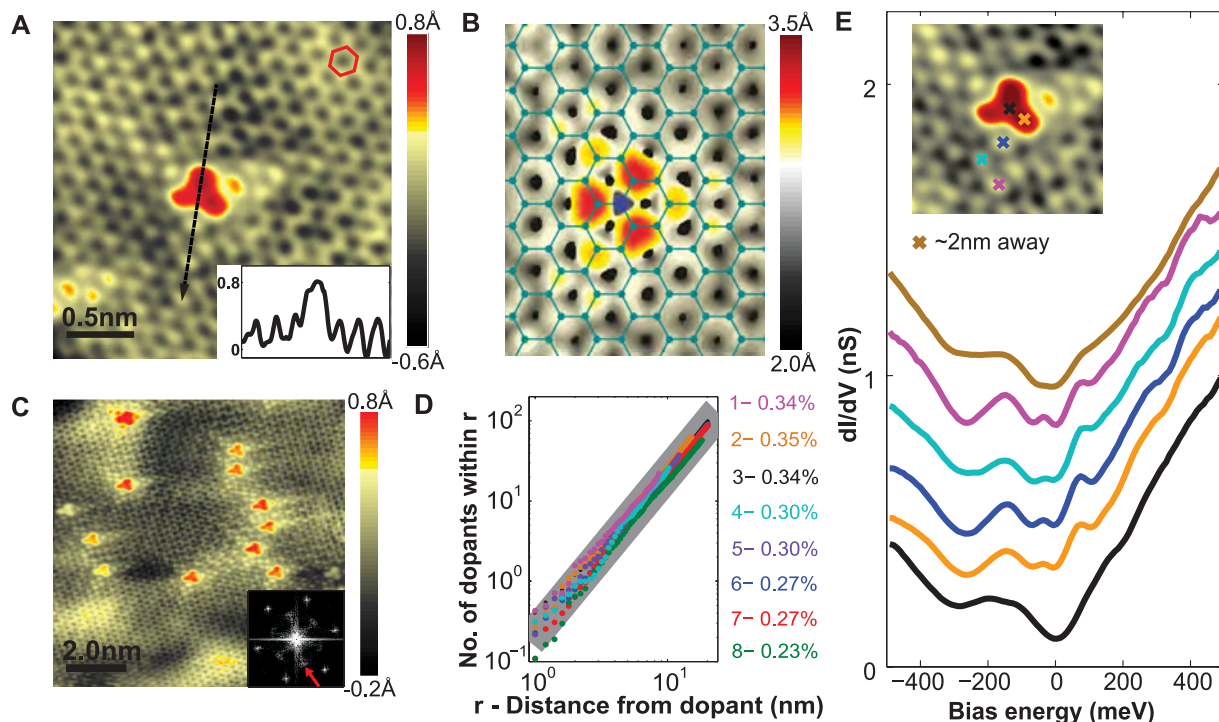 A
0.8Å
-0.6Å
0.5nm
0.8
0
B
3.5Å
2.0Å
C
0.8Å
-0.2Å
2.0nm
D
No. of dopants within r
10²
10¹
10⁰
10⁻¹
10⁰
10¹
r - Distance from dopant (nm)
1− 0.34%
2− 0.35%
3− 0.34%
4− 0.30%
5− 0.30%
6− 0.27%
7− 0.27%
8− 0.23%
E
~2nm away
dI/dV (nS)
2
1
0
−400
−200
0
200
400
Bias energy (meV)